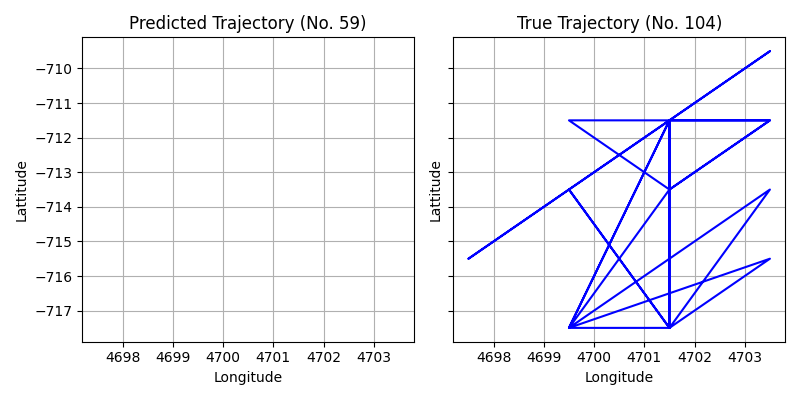 Predicted Trajectory (No. 59)
True Trajectory (No. 104)
Lattitude
−710
−711
−712
−713
−714
−715
−716
−717
4698 4699 4700 4701 4702 4703
Longitude
Lattitude
4698 4699 4700 4701 4702 4703
Longitude